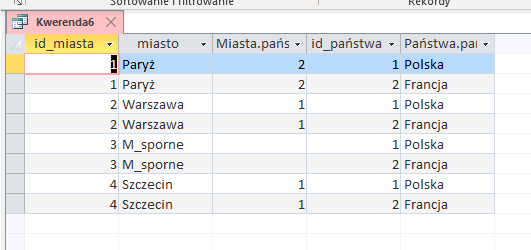 Sortowanie i filtrowanie Rekordy
Kwerenda6
id_miasta miasto Miasta.pańs id_państwa Państwa.pań
1 Paryż 2 1 Polska
1 Paryż 2 2 Francja
2 Warszawa 1 1 Polska
2 Warszawa 1 2 Francja
3 M_sporne 1 Polska
3 M_sporne 2 Francja
4 Szczecin 1 1 Polska
4 Szczecin 1 2 Francja